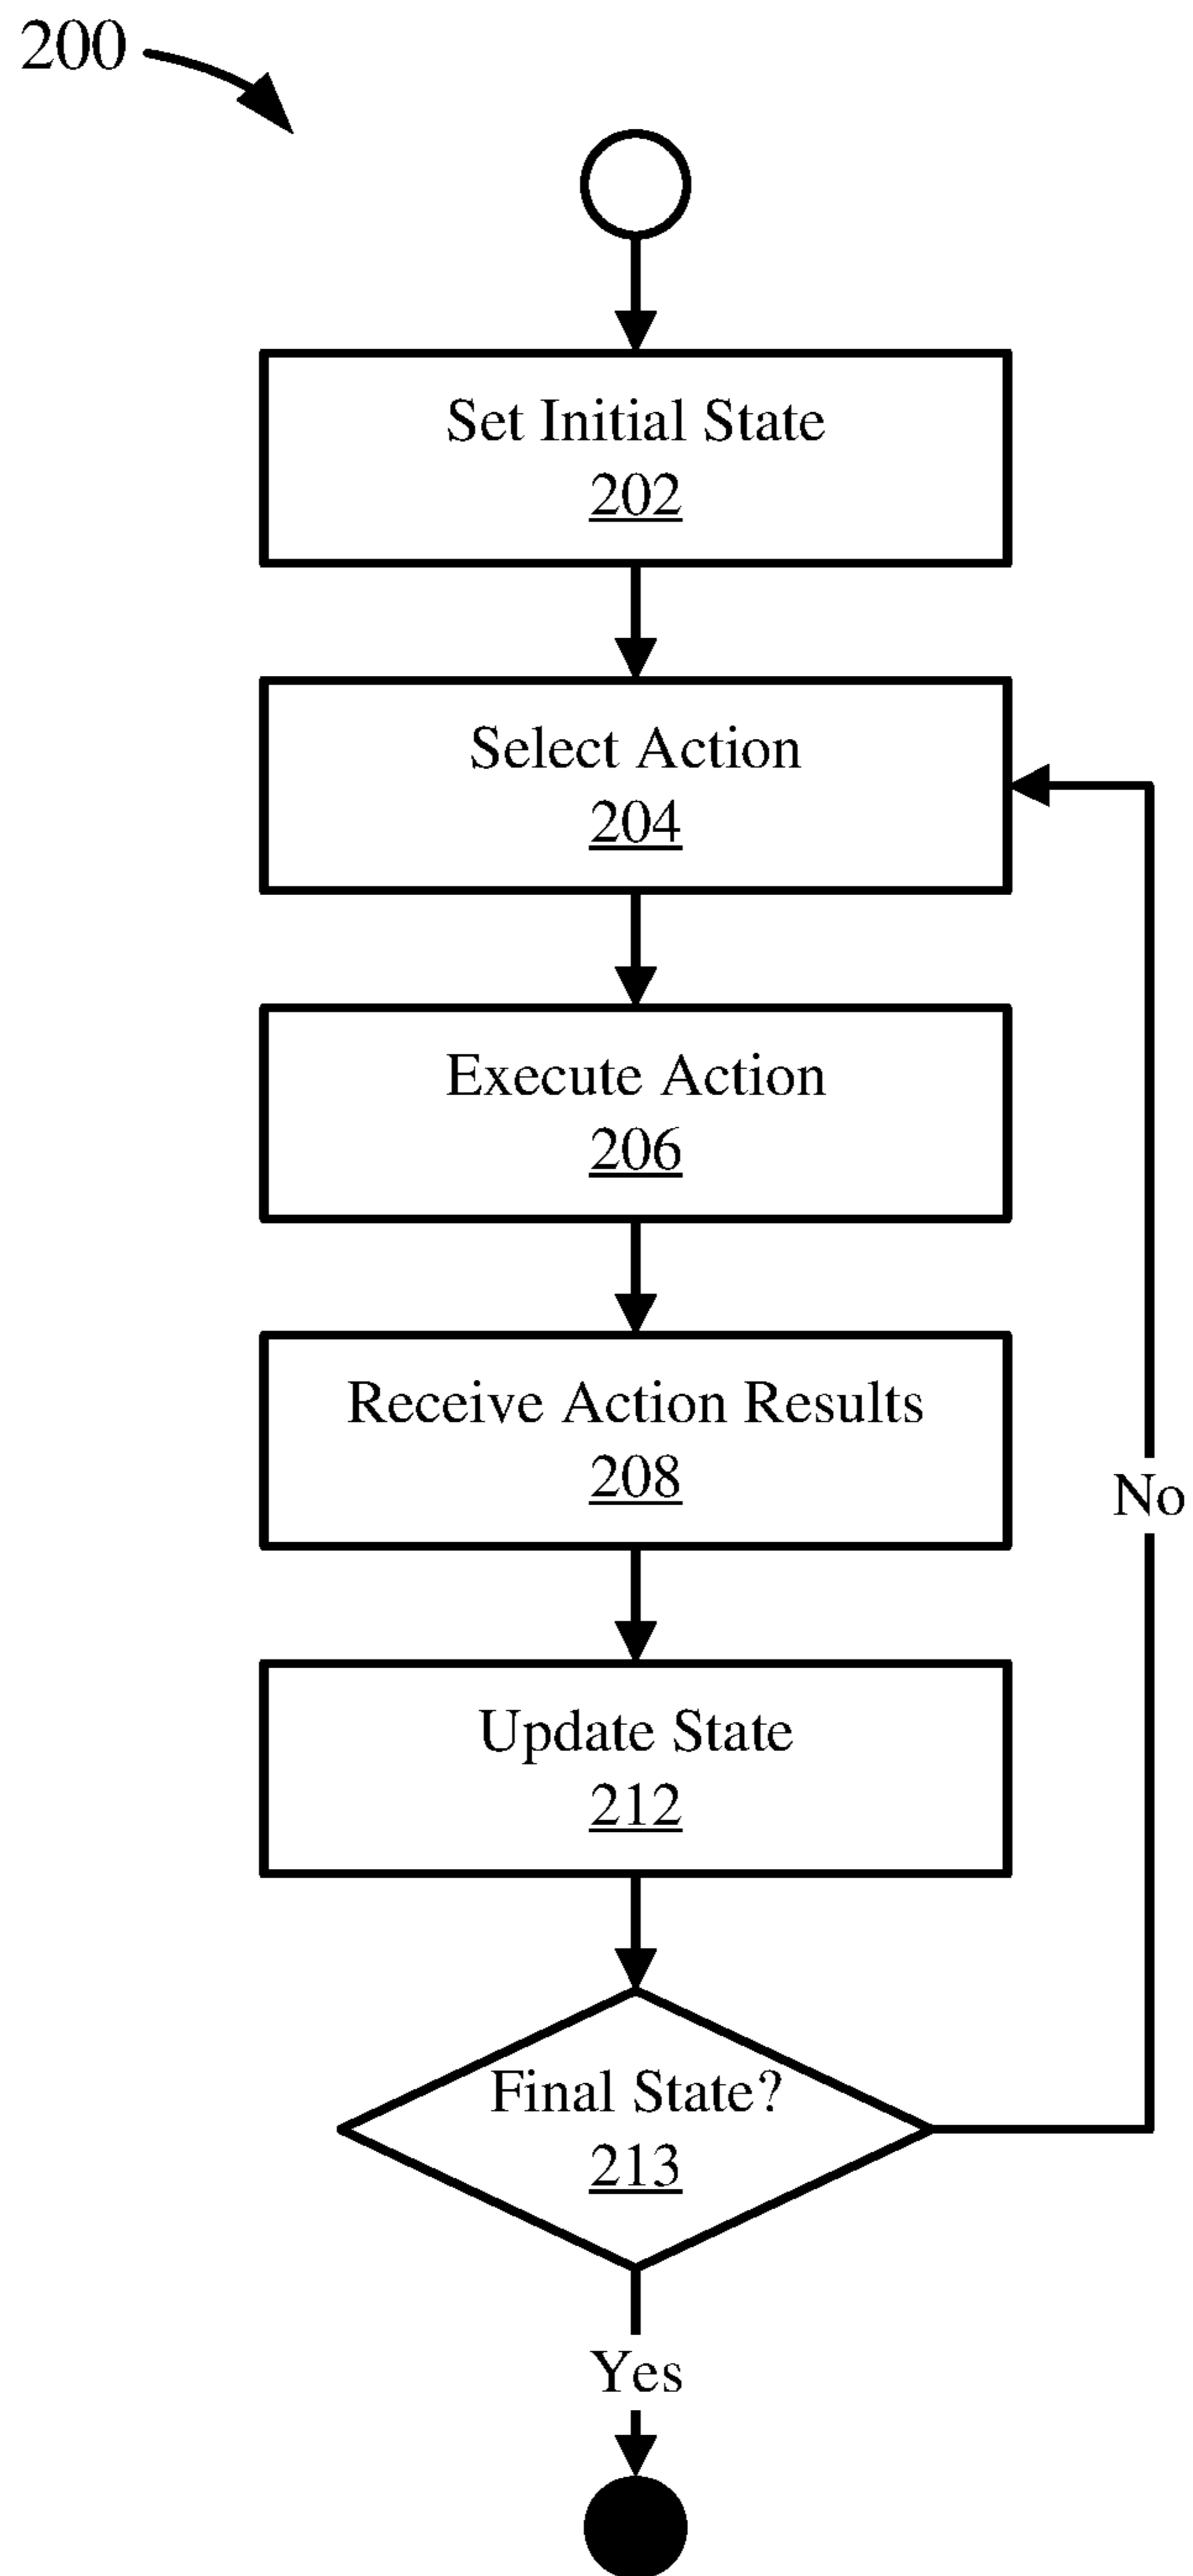 200
Set Initial State
202
Select Action
204
Execute Action
206
Receive Action Results
208
No
Update State
212
Final State?
213
Yes